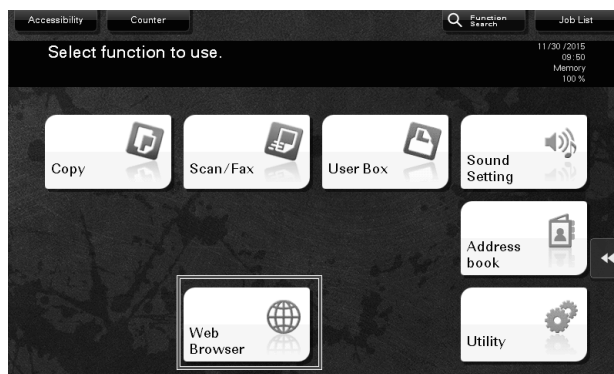 Accessibility
Counter
Function
Search
Job List
Select function to use.
11/30 /2015
09:50
Memory
100 %
Copy
Scan/Fax
User Box
Sound
Setting
Address
book
Web
Browser
Utility